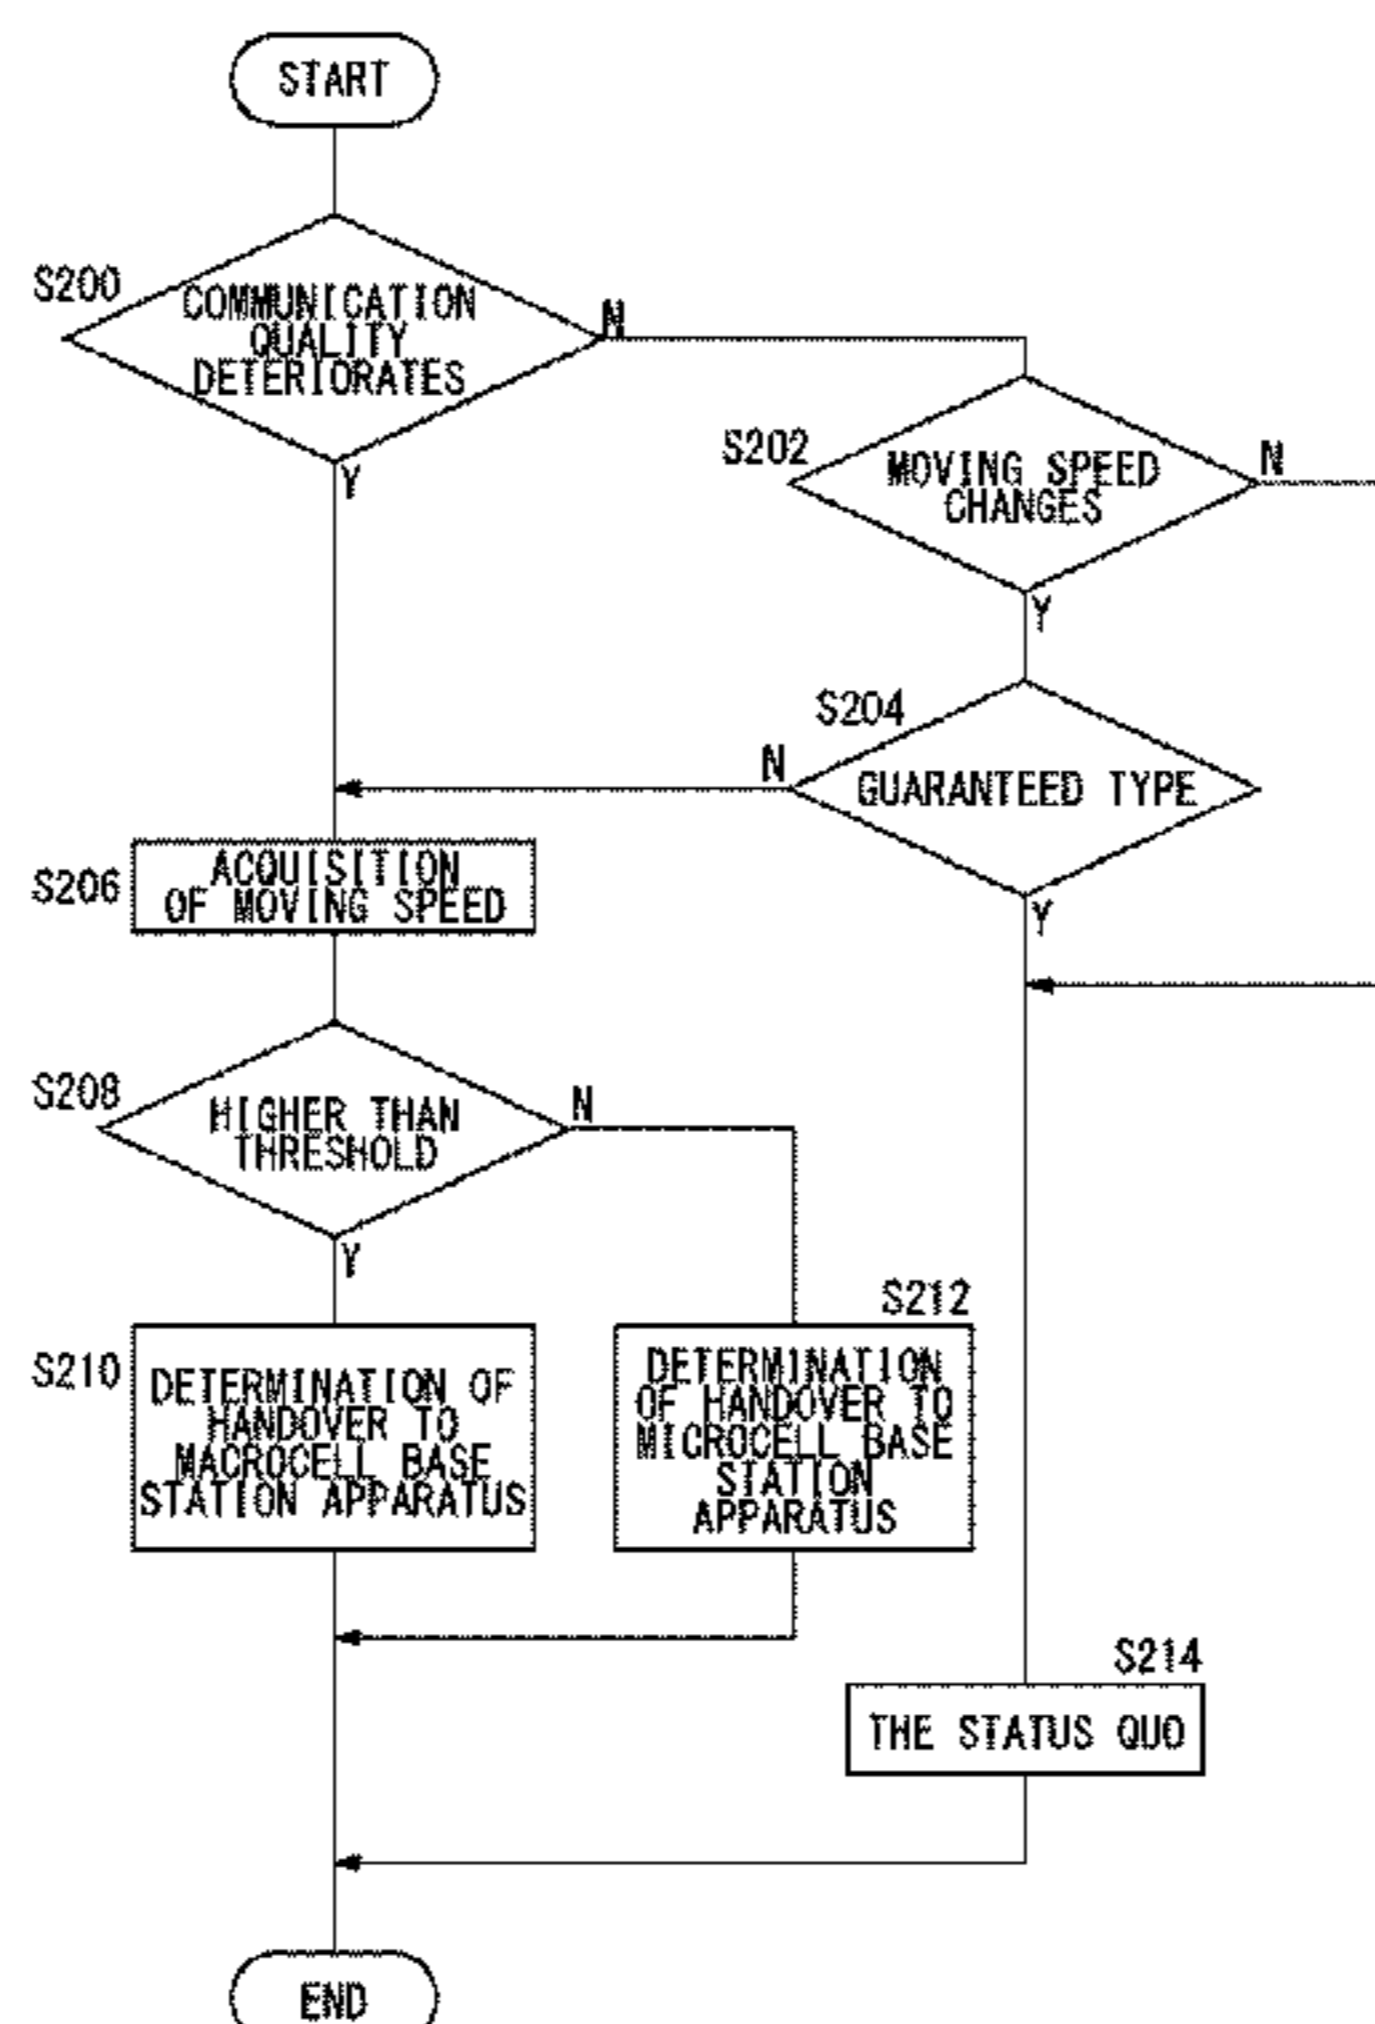 START
S200
COMMUNICATION
QUALITY
DETERIORATES
N
Y
S202
MOVING SPEED
CHANGES
N
Y
S204
GUARANTEED TYPE
N
Y
S206
ACQUISITION
OF MOVING SPEED
S208
HIGHER THAN
THRESHOLD
N
Y
S210
DETERMINATION OF
HANDOVER TO
MACROCELL BASE
STATION APPARATUS
S212
DETERMINATION
OF HANDOVER TO
MICROCELL BASE
STATION
APPARATUS
S214
THE STATUS QUO
END